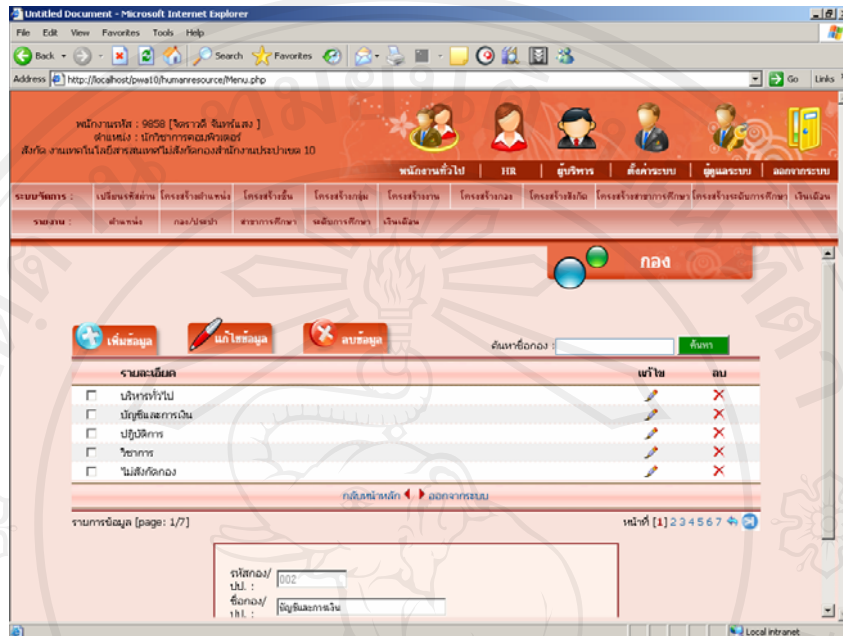 Untitled Document - Microsoft Internet Explorer
File Edit View Favorites Tools Help
Back Search Favorites
Address http://localhost/pwa10/humanresource/Menu.php Go Links
พนักงานรหัส : 9858 [จิตราวดี จันทร์แสง ]
ตำแหน่ง : นักวิชาการคอมพิวเตอร์
สังกัด งานเทคโนโลยีสารสนเทศไม่สังกัดกองสำนักงานประปาเขต 10
พนักงานทั่วไป | HR | ผู้บริหาร | ตั้งค่าระบบ | ผู้ดูแลระบบ | ออกจากระบบ
ระบบจัดการ : เปลี่ยนรหัสผ่าน โครงสร้างตำแหน่ง โครงสร้างชั้น โครงสร้างกลุ่ม โครงสร้างงาน โครงสร้างกอง โครงสร้างสังกัด โครงสร้างสาขาการศึกษา โครงสร้างระดับการศึกษา เงินเดือน
รายงาน : ตำแหน่ง กอง/ประปา สาขาการศึกษา ระดับการศึกษา เงินเดือน
กอง
เพิ่มข้อมูล แก้ไขข้อมูล ลบข้อมูล ค้นหาชื่อกอง : ค้นหา
รายละเอียด แก้ไข ลบ
บริหารทั่วไป
บัญชีและการเงิน
ปฏิบัติการ
วิชาการ
ไม่สังกัดกอง
กลับหน้าหลัก ออกจากระบบ
รายการข้อมูล [page: 1/7] หน้าที่ [1] 2 3 4 5 6 7
รหัสกอง/
ปป. : 002
ชื่อกอง/
ปป. : บัญชีและการเงิน
Local intranet